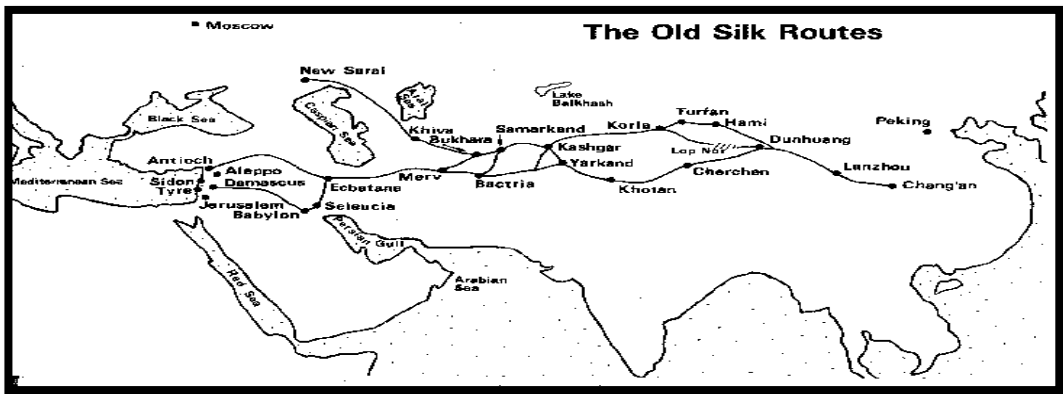 Moscow
The Old Silk Routes
New Sarai
Caspian Sea
Aral Sea
Lake Balkhash
Black Sea
Khiva
Bukhara
Samarkand
Korla
Turfan
Hami
Peking
Dunhuang
Lop Nor
Antioch
Aleppo
Kashgar
Yarkand
Mediterranean Sea
Sidon
Damascus
Tyre
Ecbatana
Merv
Bactria
Khotan
Cherchen
Lanzhou
Chang'an
Jerusalem
Babylon
Seleucia
Persian Gulf
Red Sea
Arabian Sea